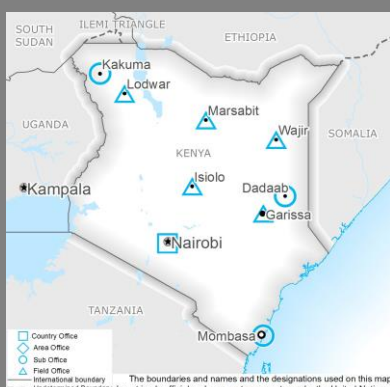 ILEMI TRIANGLE
SOUTH
SUDAN
ETHIOPIA
Kakuma
Lodwar
Marsabit
UGANDA
Wajir
SOMALIA
KENYA
Kampala
Isiolo
Dadaab
Garissa
Nairobi
TANZANIA
Mombasa
Country Office
Area Office
Sub Office
Field Office
International boundary
The boundaries and names and the designations used on this map